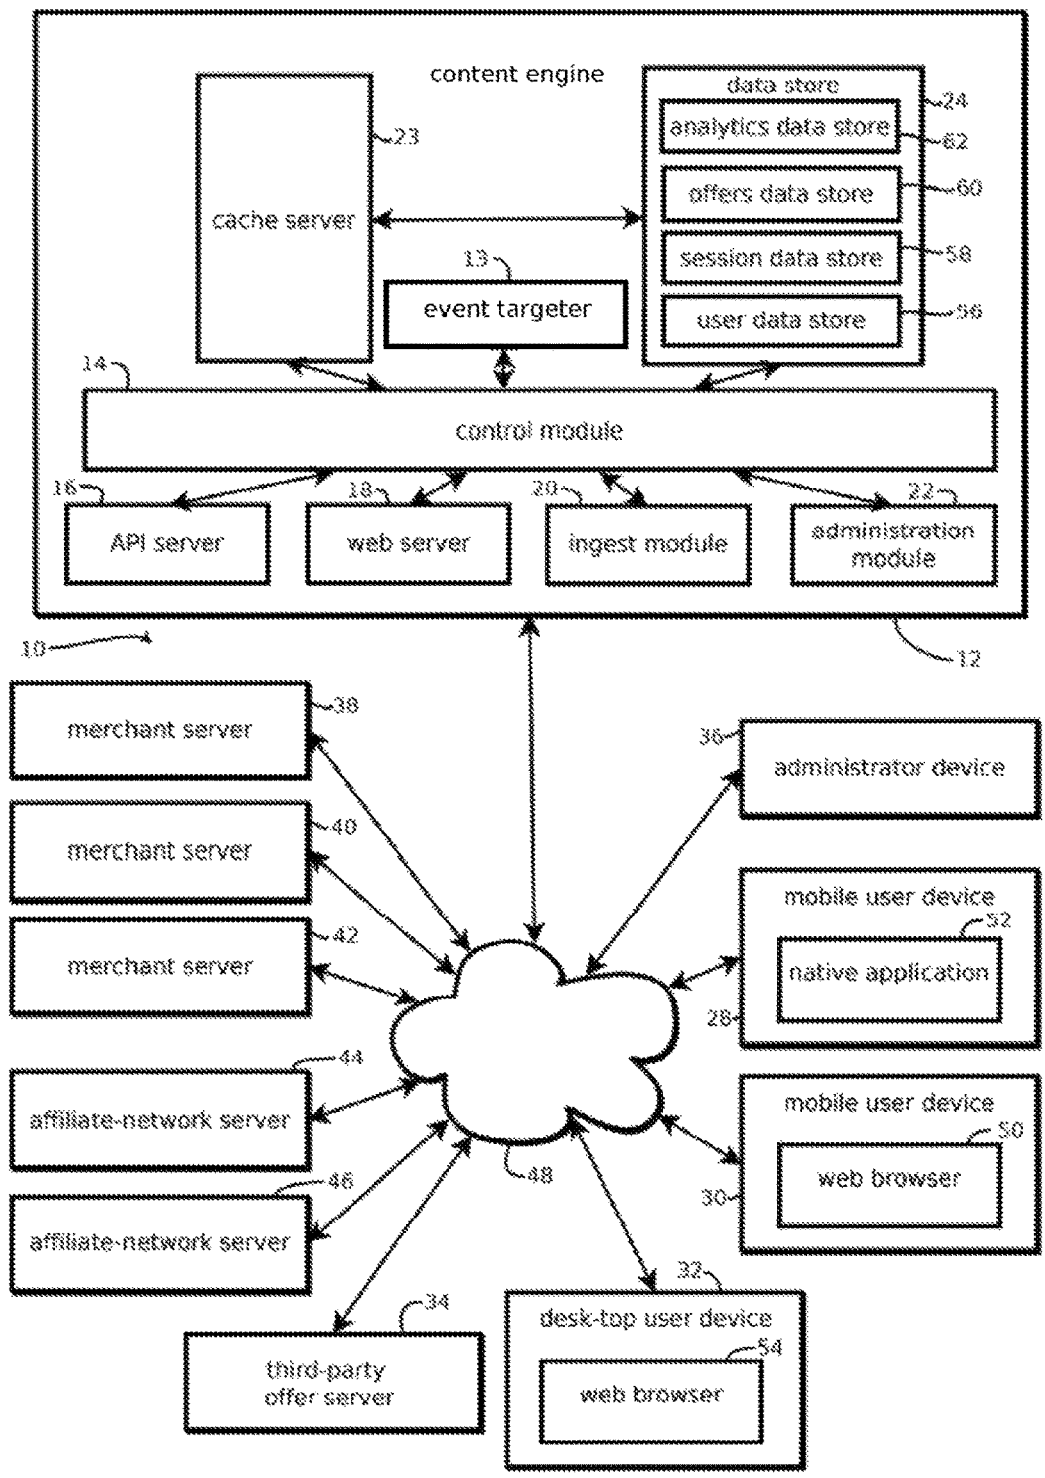 content engine
data store
24
analytics data store
62
23
offers data store
60
cache server
session data store
58
13
event targeter
user data store
56
14
control module
16
18
20
22
API server
web server
ingest module
administration
module
10
12
merchant server
38
36
administrator device
merchant server
40
mobile user device
52
native application
28
merchant server
42
44
affiliate-network server
mobile user device
50
web browser
30
46
affiliate-network server
48
32
desk-top user device
54
web browser
34
third-party
offer server